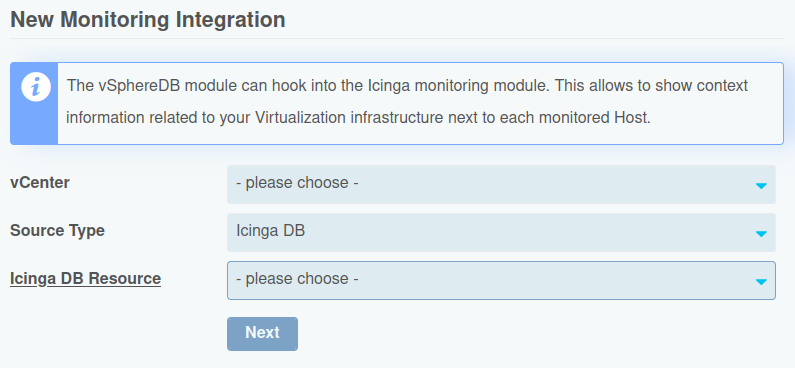 New Monitoring Integration
The vSphereDB module can hook into the Icinga monitoring module. This allows to show context
information related to your Virtualization infrastructure next to each monitored Host.
vCenter
- please choose -
Source Type
Icinga DB
Icinga DB Resource
- please choose -
Next